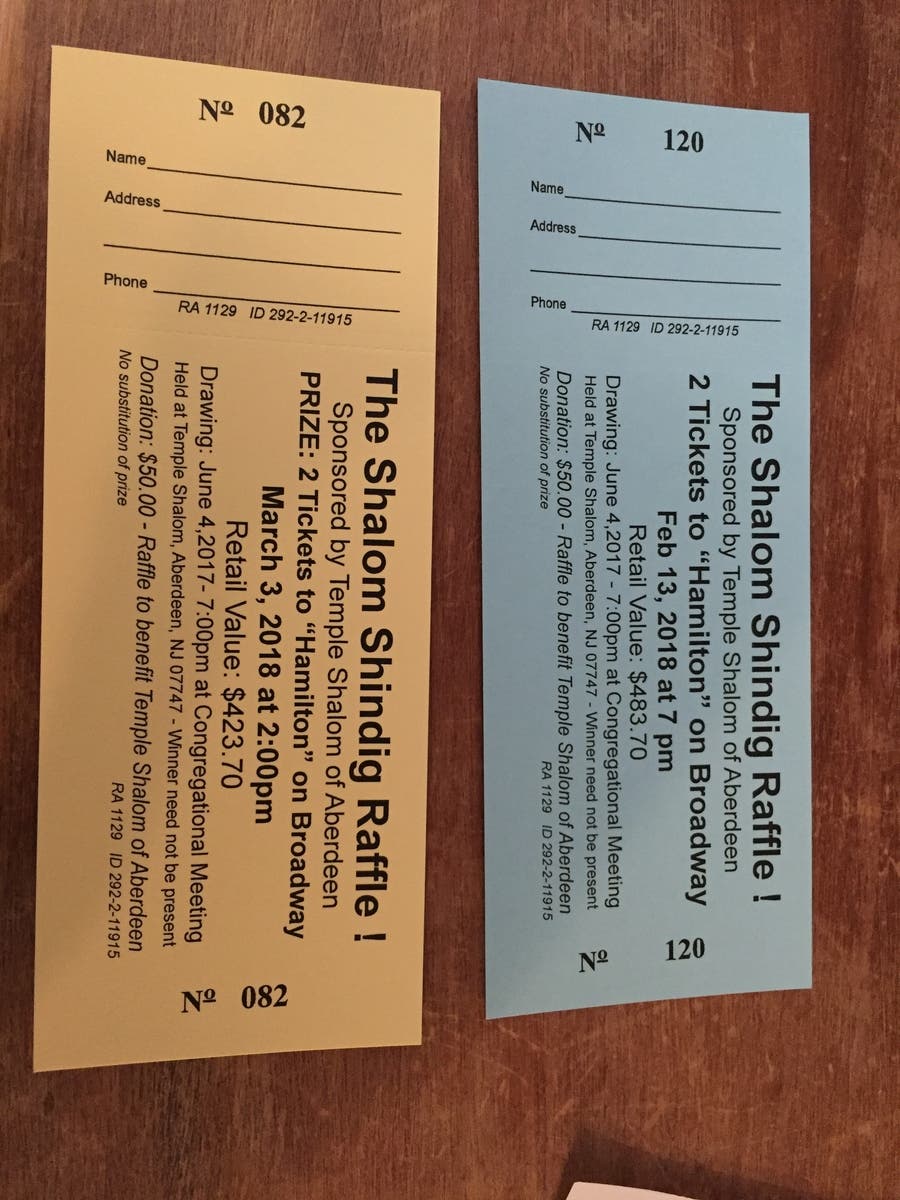 Nº 082
Name
Address
Phone
RA 1129 ID 292-2-11915
The Shalom Shindig Raffle !
Sponsored by Temple Shalom of Aberdeen
PRIZE: 2 Tickets to “Hamilton” on Broadway
March 3, 2018 at 2:00pm
Retail Value: $423.70
Drawing: June 4,2017- 7:00pm at Congregational Meeting
Held at Temple Shalom, Aberdeen, NJ 07747 - Winner need not be present
Donation: $50.00 - Raffle to benefit Temple Shalom of Aberdeen
No substitution of prize
RA 1129 ID 292-2-11915
Nº 082
Nº 120
Name
Address
Phone
RA 1129 ID 292-2-11915
The Shalom Shindig Raffle !
Sponsored by Temple Shalom of Aberdeen
2 Tickets to “Hamilton” on Broadway
Feb 13, 2018 at 7 pm
Retail Value: $483.70
Drawing: June 4,2017 - 7:00pm at Congregational Meeting
Held at Temple Shalom, Aberdeen, NJ 07747 - Winner need not be present
Donation: $50.00 - Raffle to benefit Temple Shalom of Aberdeen
No substitution of prize
RA 1129 ID 292-2-11915
Nº 120